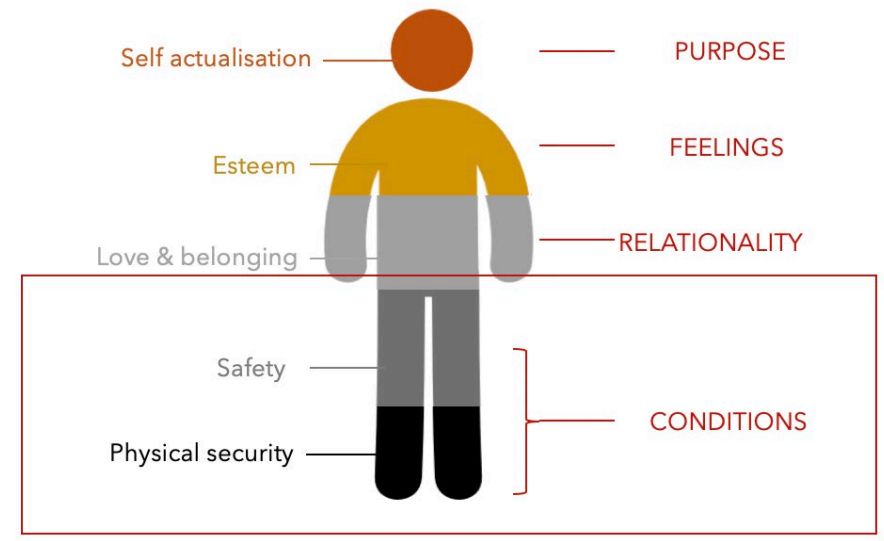 Self actualisation
PURPOSE
Esteem
FEELINGS
Love & belonging
RELATIONALITY
Safety
Physical security
CONDITIONS